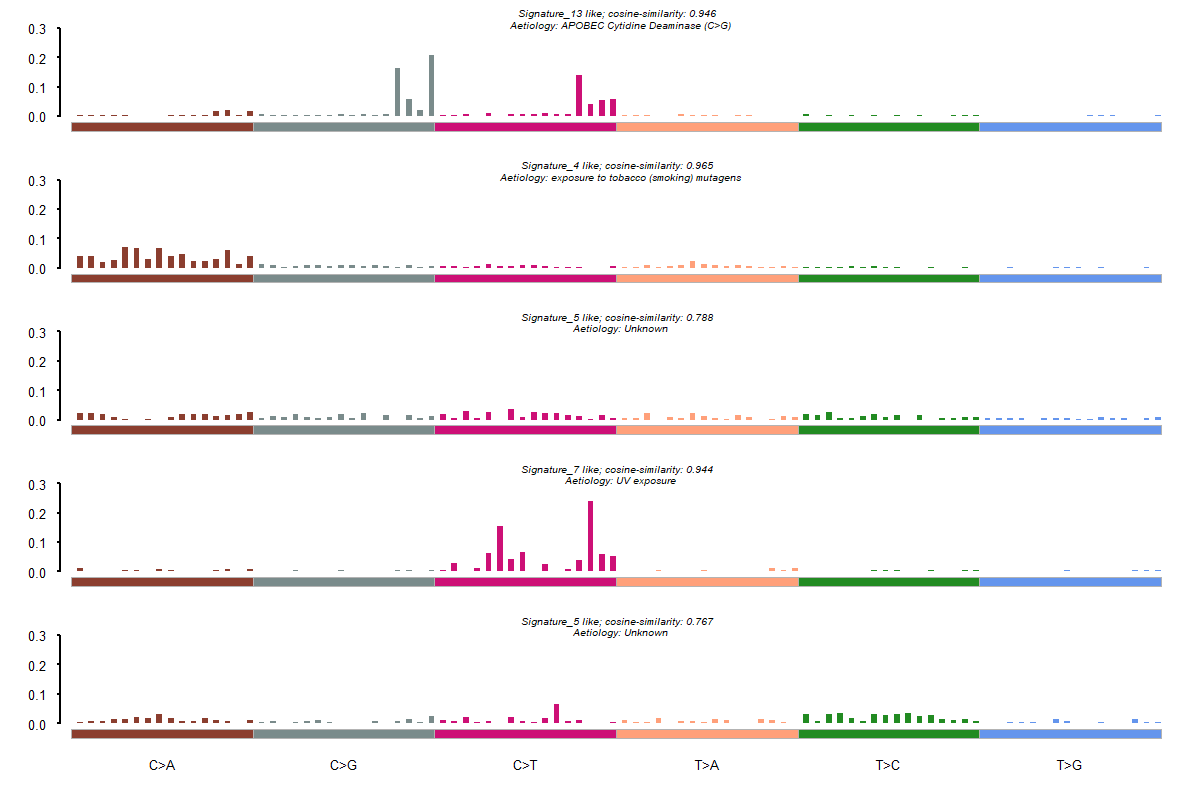 Signature_13 like; cosine-similarity: 0.946
Aetiology: APOBEC Cytidine Deaminase (C>G)
0.3
0.2
0.1
0.0
Signature_4 like; cosine-similarity: 0.965
Aetiology: exposure to tobacco (smoking) mutagens
0.3
0.2
0.1
0.0
Signature_5 like; cosine-similarity: 0.788
Aetiology: Unknown
0.3
0.2
0.1
0.0
Signature_7 like; cosine-similarity: 0.944
Aetiology: UV exposure
0.3
0.2
0.1
0.0
Signature_5 like; cosine-similarity: 0.767
Aetiology: Unknown
0.3
0.2
0.1
0.0
C>A C>G C>T T>A T>C T>G